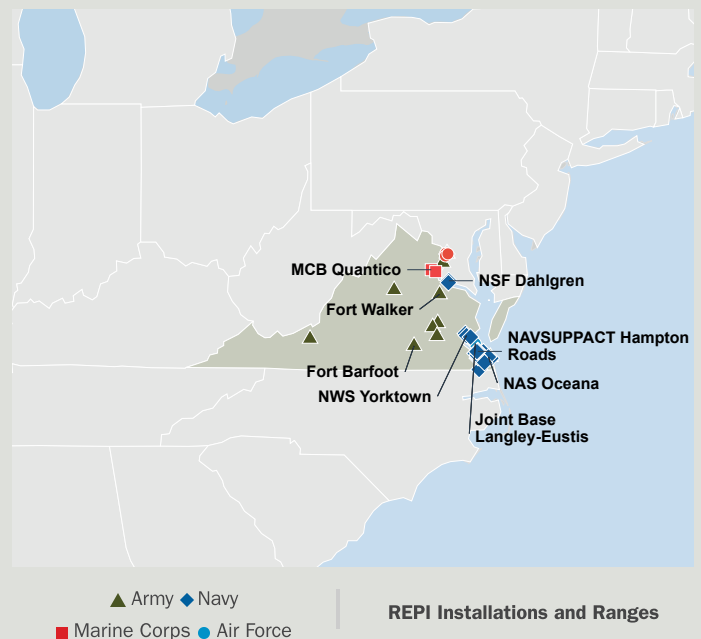 MCB Quantico
NSF Dahlgren
Fort Walker
NAVSUPPACT Hampton
Roads
Fort Barfoot
NAS Oceana
NWS Yorktown
Joint Base
Langley-Eustis
Army Navy
REPI Installations and Ranges
Marine Corps Air Force